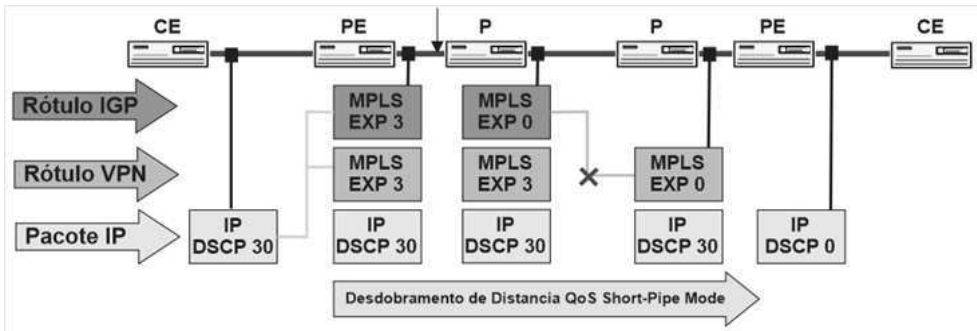 CE PE P P PE CE
Rótulo IGP
MPLS
EXP 3
MPLS
EXP 0
Rótulo VPN
MPLS
EXP 3
MPLS
EXP 3
MPLS
EXP 0
Pacote IP
IP
DSCP 30
IP
DSCP 30
IP
DSCP 30
IP
DSCP 30
IP
DSCP 0
Desdobramento de Distancia QoS Short-Pipe Mode